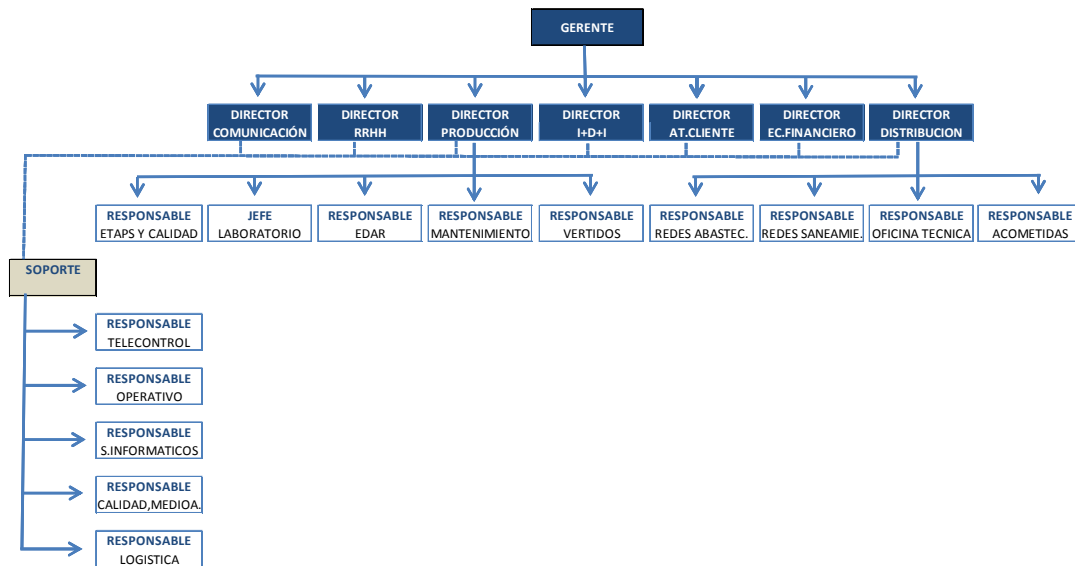 GERENTE
DIRECTOR
COMUNICACIÓN
DIRECTOR
RRHH
DIRECTOR
PRODUCCIÓN
DIRECTOR
I+D+I
DIRECTOR
AT.CLIENTE
DIRECTOR
EC.FINANCIERO
DIRECTOR
DISTRIBUCION
RESPONSABLE
ETAPS Y CALIDAD
JEFE
LABORATORIO
RESPONSABLE
EDAR
RESPONSABLE
MANTENIMIENTO
RESPONSABLE
VERTIDOS
RESPONSABLE
REDES ABASTEC.
RESPONSABLE
REDES SANEAMIE.
RESPONSABLE
OFICINA TECNICA
RESPONSABLE
ACOMETIDAS
SOPORTE
RESPONSABLE
TELECONTROL
RESPONSABLE
OPERATIVO
RESPONSABLE
S.INFORMATICOS
RESPONSABLE
CALIDAD,MEDIOA.
RESPONSABLE
LOGISTICA